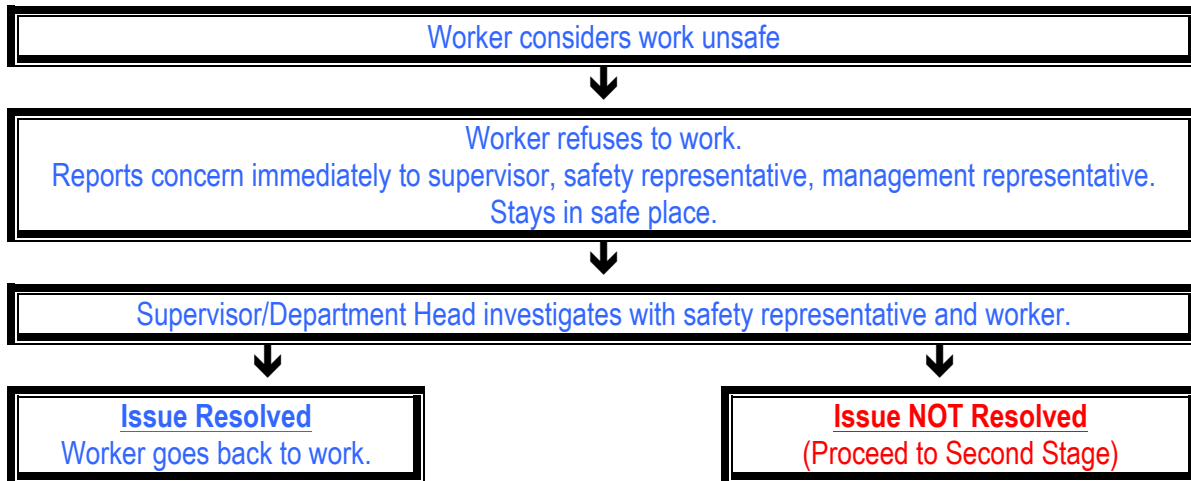 Worker considers work unsafe
Worker refuses to work.
Reports concern immediately to supervisor, safety representative, management representative.
Stays in safe place.
Supervisor/Department Head investigates with safety representative and worker.
Issue Resolved
Worker goes back to work.
Issue NOT Resolved
(Proceed to Second Stage)